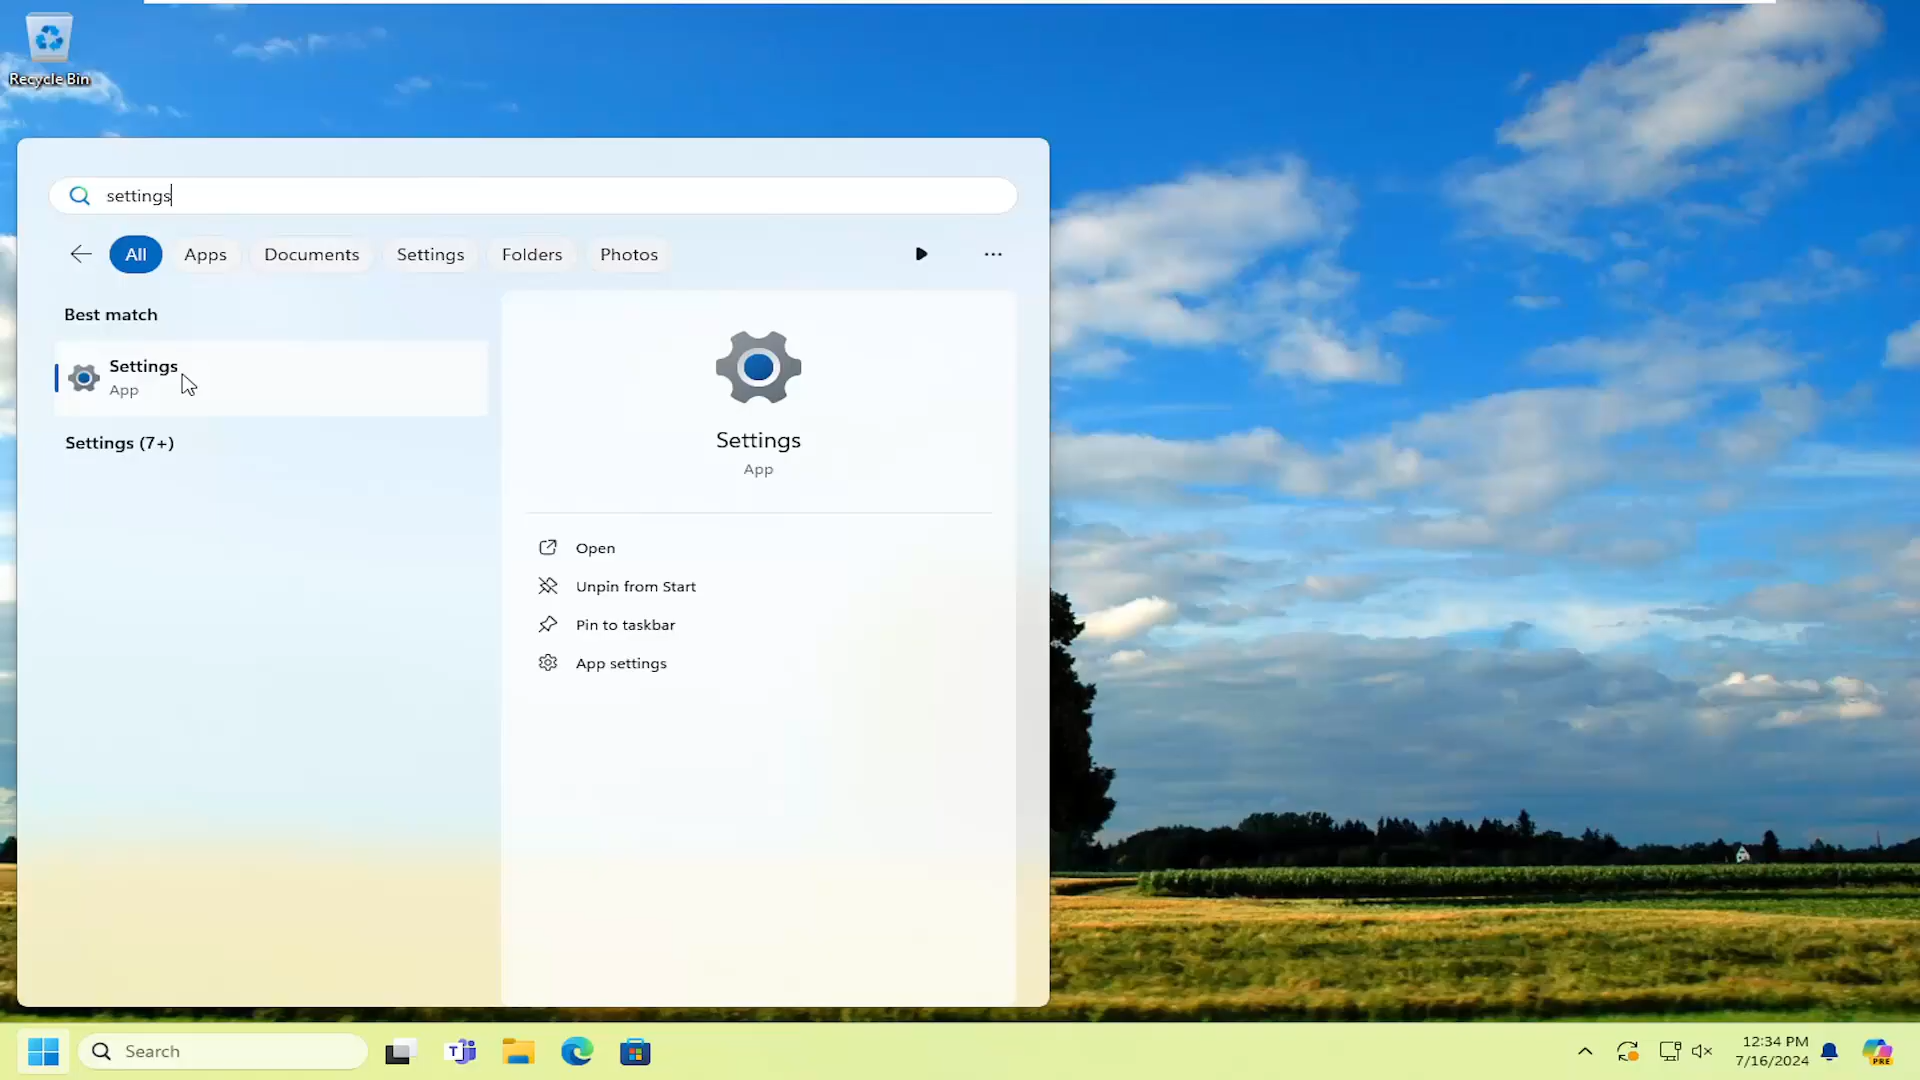 Recycle Bin
settings
All Apps Documents Settings Folders Photos
Best match
Settings
App
Settings (7+)
Settings
App
Open
Unpin from Start
Pin to taskbar
App settings
Search
12:34 PM
7/16/2024
PRE